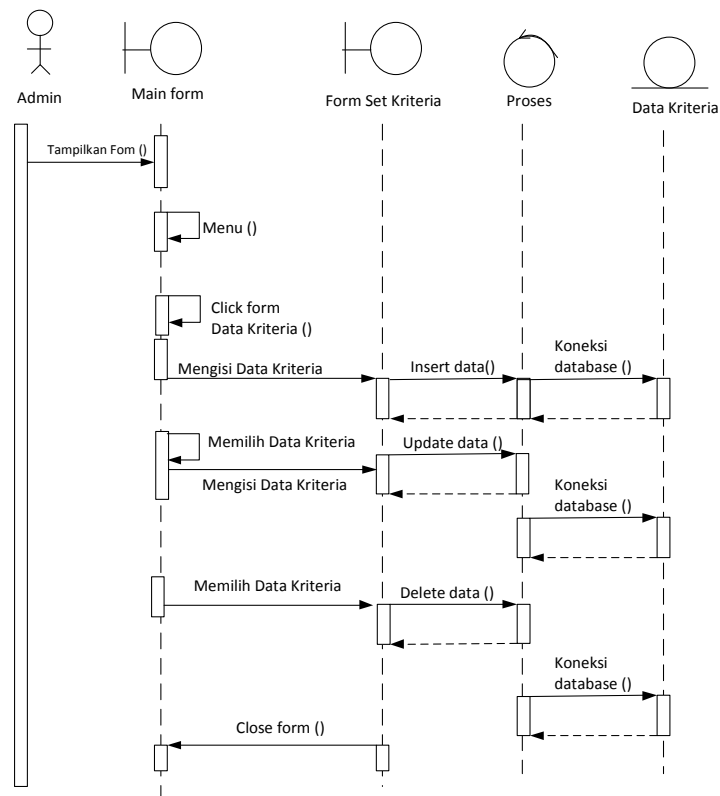 Admin
Main form
Form Set Kriteria
Proses
Data Kriteria
Tampilkan Fom ()
Menu ()
Click form
Data Kriteria ()
Mengisi Data Kriteria
Insert data()
Koneksi
database ()
Memilih Data Kriteria
Update data ()
Mengisi Data Kriteria
Koneksi
database ()
Memilih Data Kriteria
Delete data ()
Koneksi
database ()
Close form ()